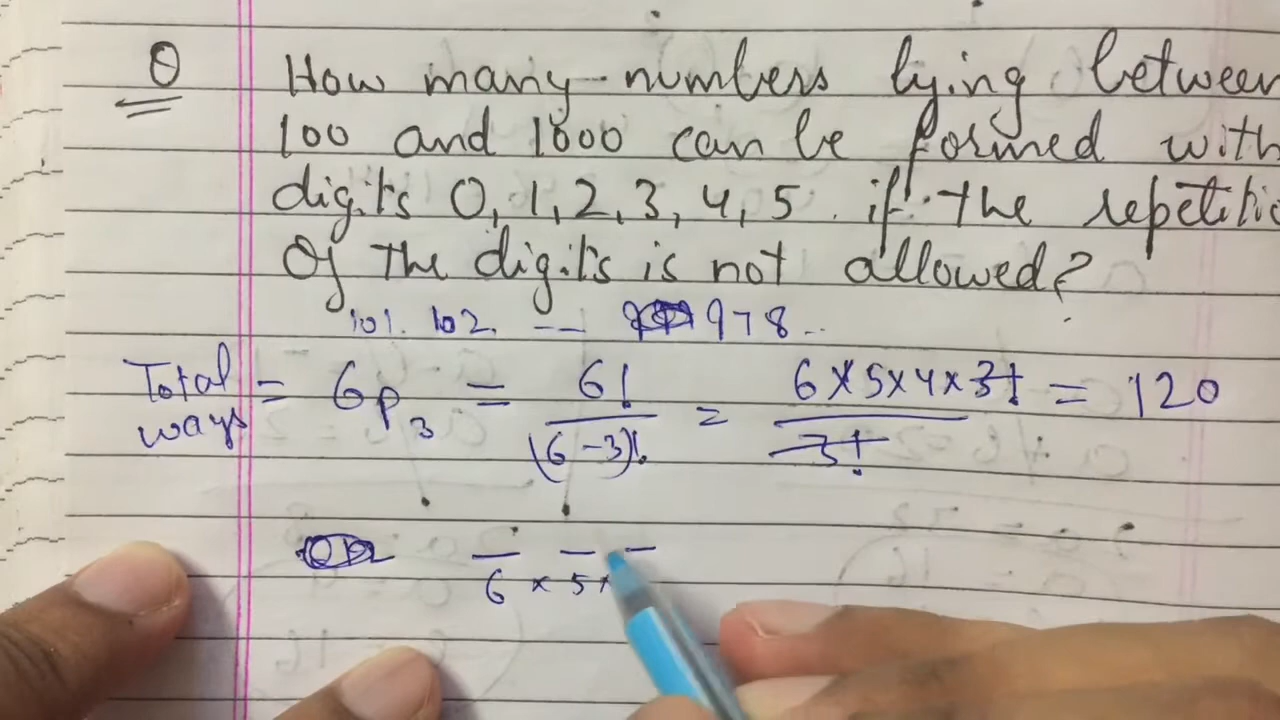 Q How many numbers lying between
100 and 1000 can be formed with
digits 0, 1, 2, 3, 4, 5. if the
Of the digits is not allowed?
101. 102. -- 978..
Total ways = 6P3 = 6!/(6-3)! = 6×5×4×3!/3! = 120
6 × 5 ×